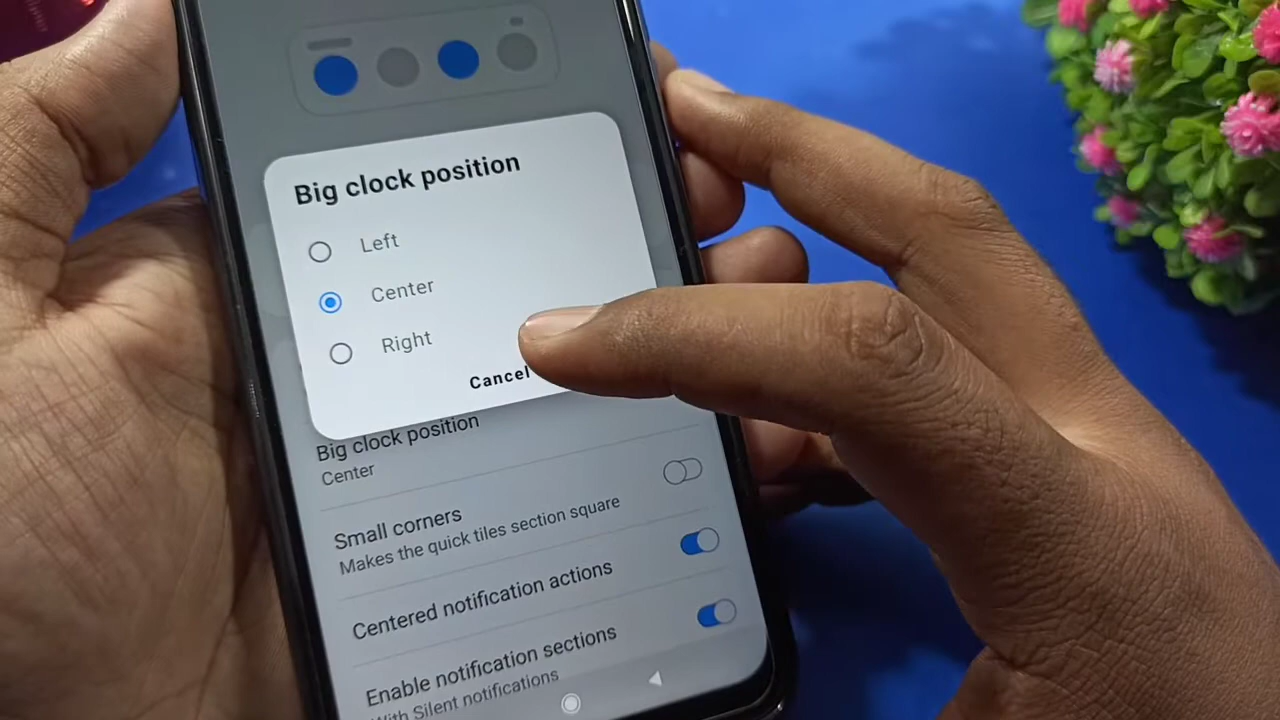 Big clock position
Left
Center
Right
Cancel
Big clock position
Center
Small corners
Makes the quick tiles section square
Centered notification actions
Enable notification sections
With Silent notifications